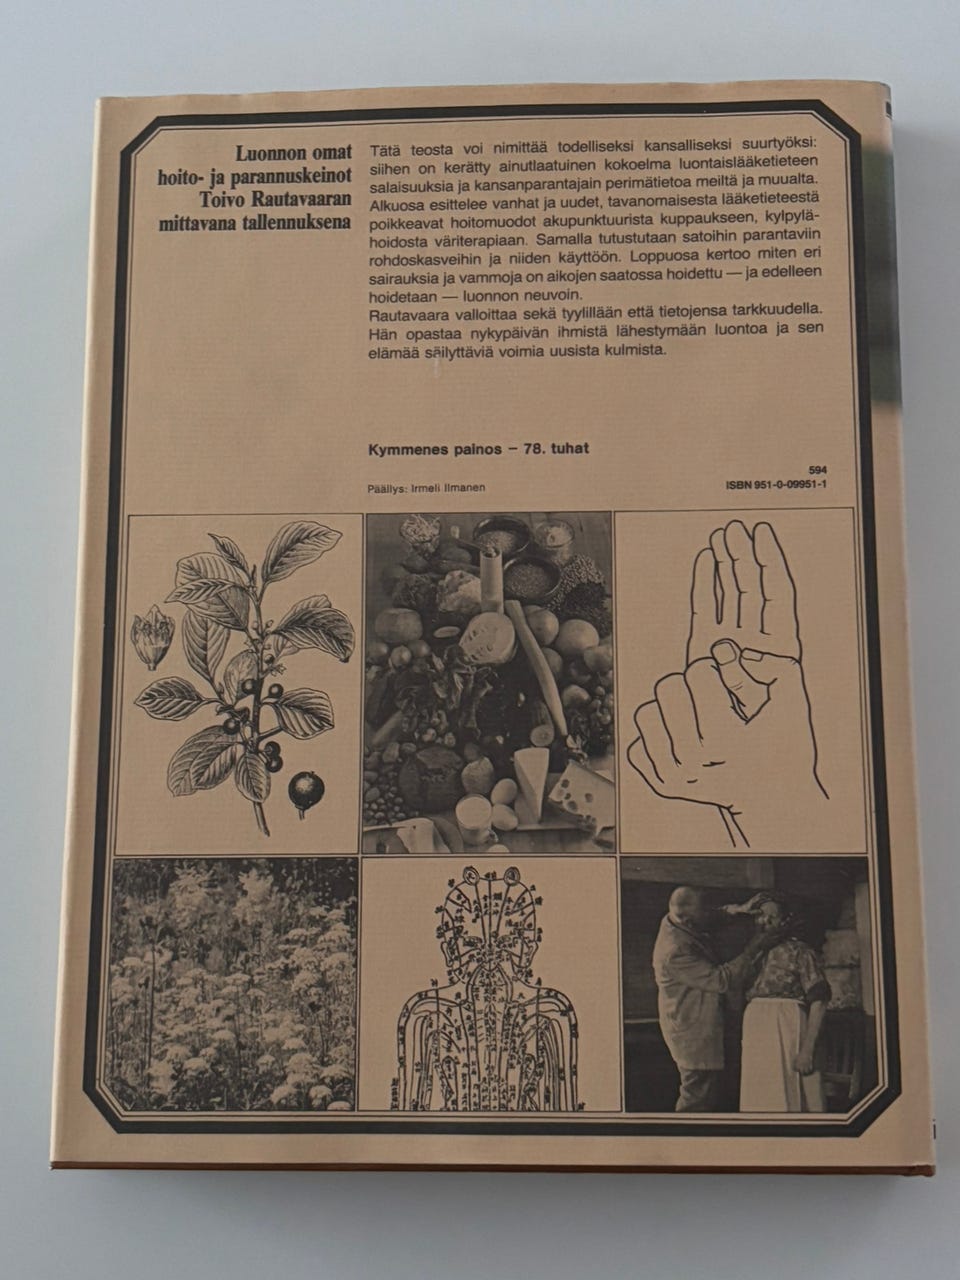 Luonnon omat
hoito- ja parannuskeinot
Toivo Rautavaaran
mittavana tallennuksena
Tätä teosta voi nimittää todelliseksi kansalliseksi suurtyöksi:
siihen on kerätty ainutlaatuinen kokoelma luontaislääketieteen
salaisuuksia ja kansanparantajain perimätietoa meiltä ja muualta.
Alkuosa esittelee vanhat ja uudet, tavanomaisesta lääketieteestä
poikkeavat hoitomuodot akupunktuurista kuppaukseen, kylpylä-
hoidosta väriterapiaan. Samalla tutustutaan satoihin parantaviin
rohdoskasveihin ja niiden käyttöön. Loppuosa kertoo miten eri
sairauksia ja vammoja on aikojen saatossa hoidettu — ja edelleen
hoidetaan — luonnon neuvoin.
Rautavaara valloittaa sekä tyylillään että tietojensa tarkkuudella.
Hän opastaa nykypäivän ihmistä lähestymään luontoa ja sen
elämää säilyttäviä voimia uusista kulmista.
Kymmenes painos – 78. tuhat
594
Päällys: Irmeli Ilmanen
ISBN 951-0-09951-1